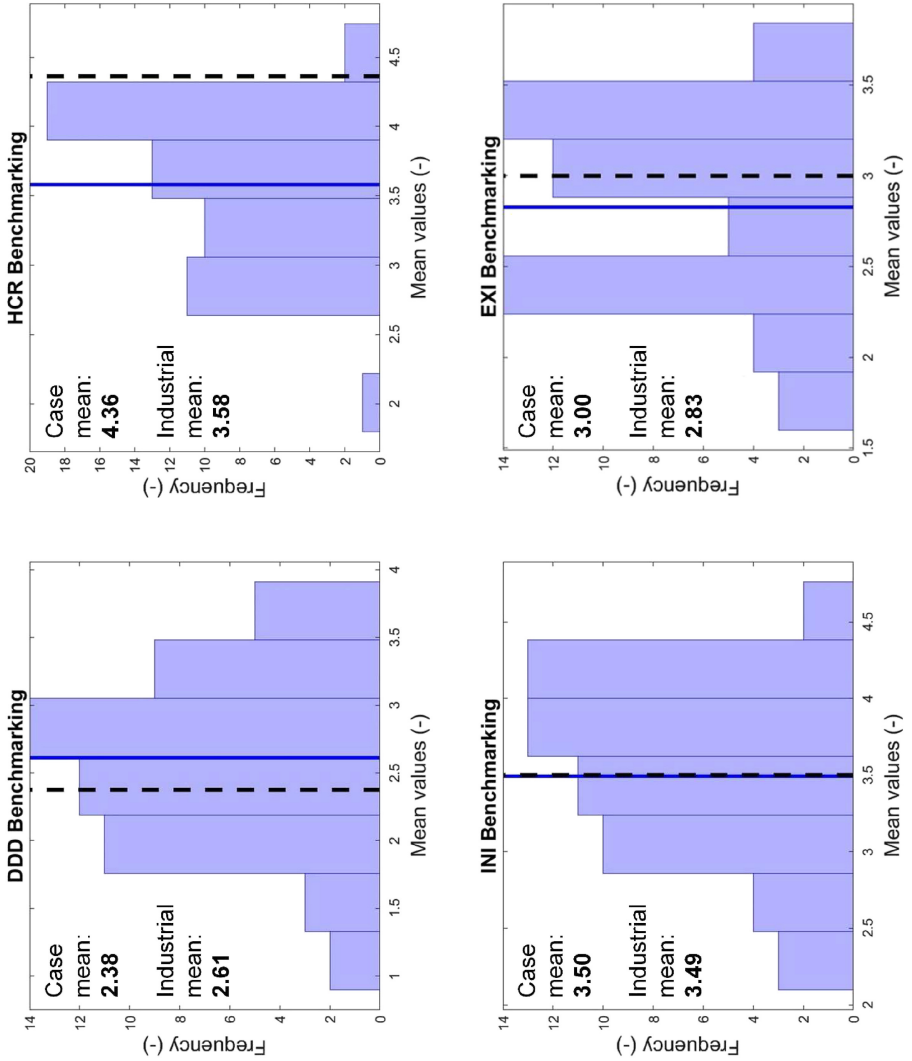 DDD Benchmarking
14
12
10
8
6
4
2
0
Frequency (-)
Case
mean:
2.38
Industrial
mean:
2.61
1
1.5
2
2.5
3
3.5
4
Mean values (-)
HCR Benchmarking
20
18
16
14
12
10
8
6
4
2
0
Frequency (-)
Case
mean:
4.36
Industrial
mean:
3.58
2
2.5
3
3.5
4
4.5
Mean values (-)
INI Benchmarking
14
12
10
8
6
4
2
0
Frequency (-)
Case
mean:
3.50
Industrial
mean:
3.49
2
2.5
3
3.5
4
4.5
Mean values (-)
EXI Benchmarking
14
12
10
8
6
4
2
0
Frequency (-)
Case
mean:
3.00
Industrial
mean:
2.83
1.5
2
2.5
3
3.5
Mean values (-)